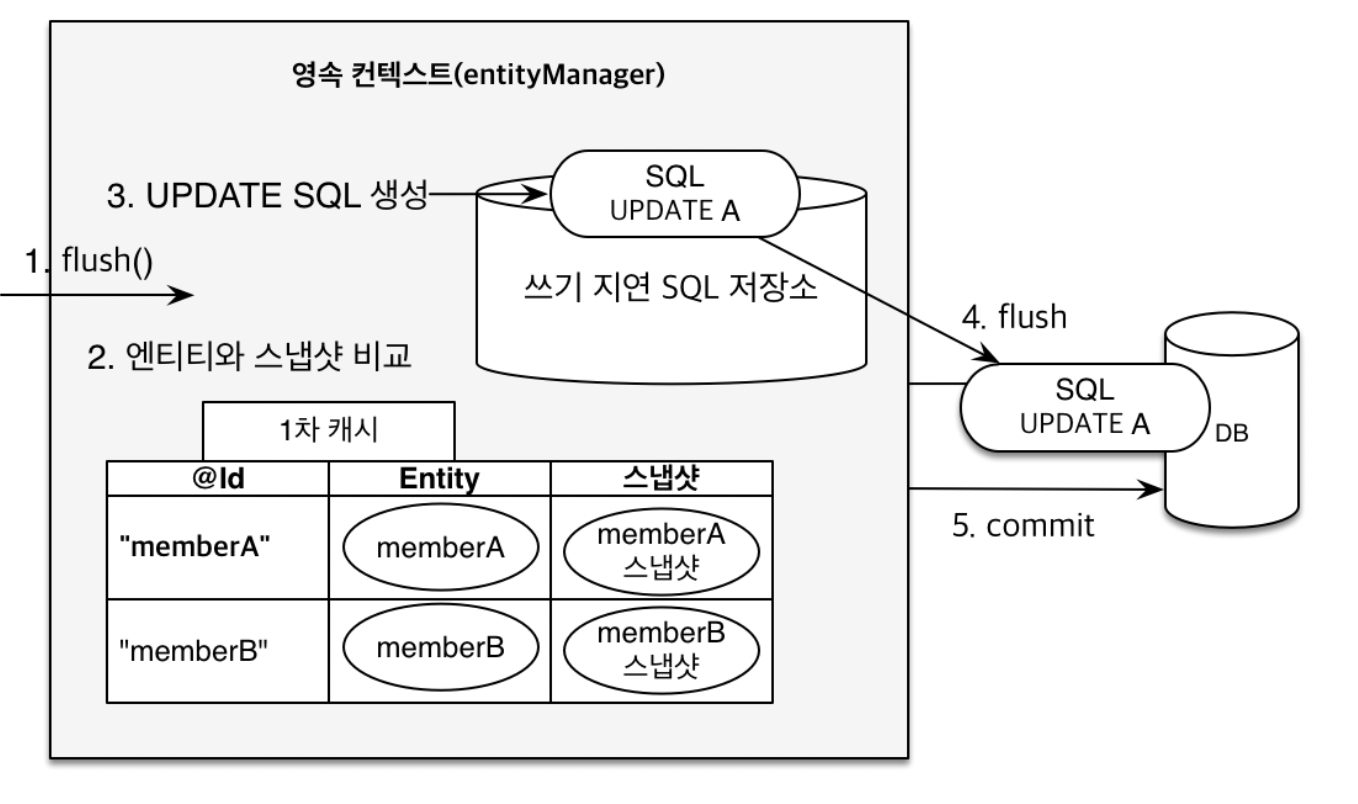 영속 컨텍스트(entityManager)
3. UPDATE SQL 생성
SQL
UPDATE A
1. flush()
쓰기 지연 SQL 저장소
4. flush
2. 엔티티와 스냅샷 비교
SQL
UPDATE A
DB
1차 캐시
@Id Entity 스냅샷
"memberA" memberA memberA
스냅샷
5. commit
"memberB" memberB memberB
스냅샷